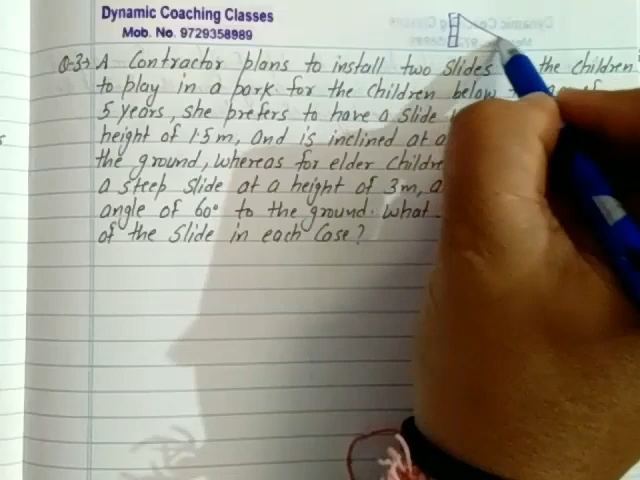 Dynamic Coaching Classes
Mob. No. 9729358989
Q-3→ A Contractor plans to install two slides the children
to play in a park. for the children below
5 years, she prefers to have a slide
height of 1.5m, and is inclined at a
the ground, whereas for elder childre
a steep slide at a height of 3m, a
angle of 60° to the ground. What
of the slide in each case?